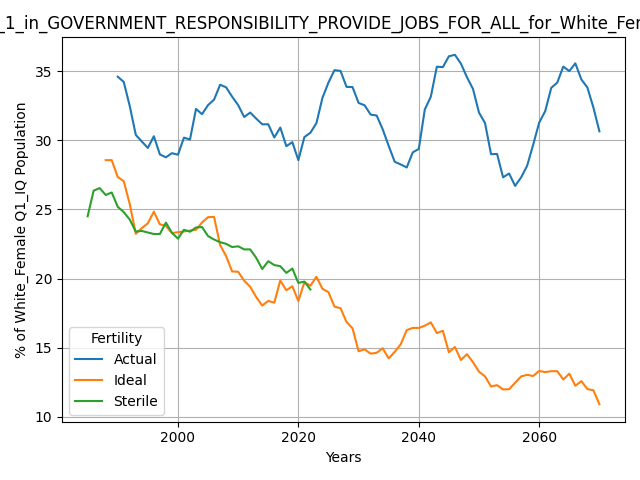 _1_in_GOVERNMENT_RESPONSIBILITY_PROVIDE_JOBS_FOR_ALL_for_White_Fem
% of White_Female Q1_IQ Population
35
30
25
20
15
10
Fertility
Actual
Ideal
Sterile
2000
2020
2040
2060
Years